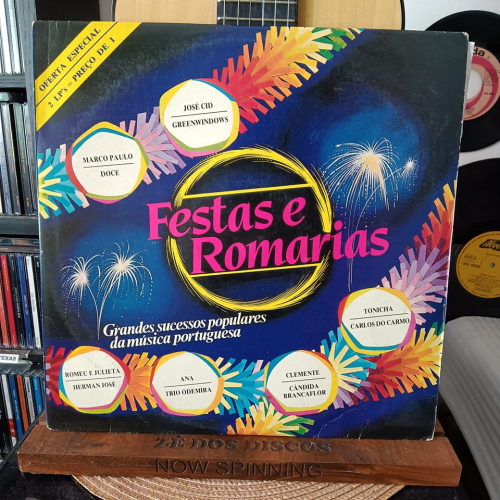 OFERTA ESPECIAL
2 LP's = PREÇO DE 1
JOSÉ CID
GREENWINDOWS
MARCO PAULO
DOCE
Festas e
Romarias
Grandes sucessos populares
da música portuguesa
TONICHA
CARLOS DO CARMO
ROMEU E JULIETA
HERMAN JOSÉ
ANA
TRIO ODEMIRA
CLEMENTE
CÂNDIDA
BRANCAFLOR
ZÉ DOS DISCOS
NOW SPINNING